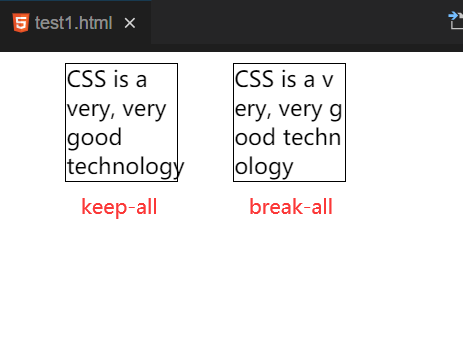 test1.html
CSS is a
very, very
good
technology
keep-all
CSS is a v
ery, very g
ood techn
ology
break-all